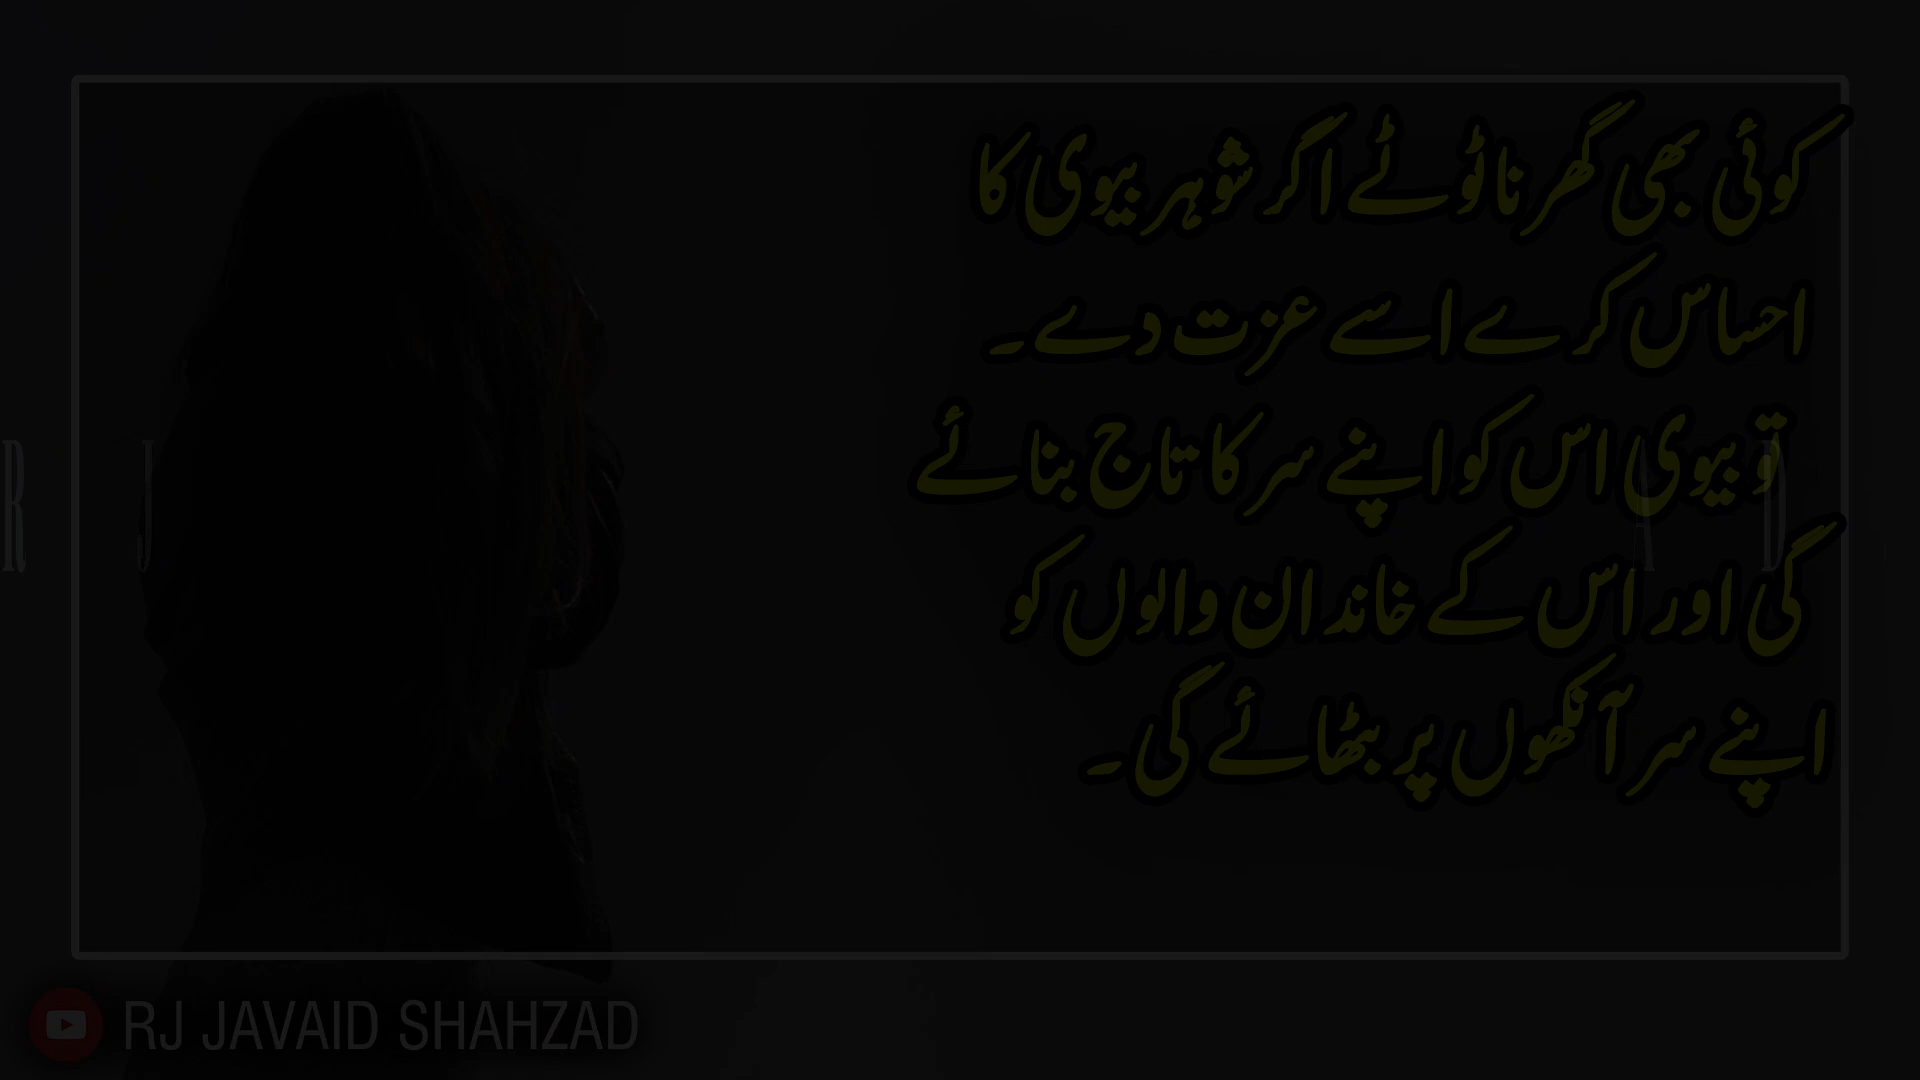 کوئی بھی گھر نا ٹوٹے اگر شوہر بیوی کا
احساس کرے اسے عزت دے۔
تو بیوی اس کو اپنے سر کا تاج بنائے
گی اور اس کے خاندان والوں کو
اپنے سر آنکھوں پر بٹھائے گی۔
R J A D
RJ JAVAID SHAHZAD